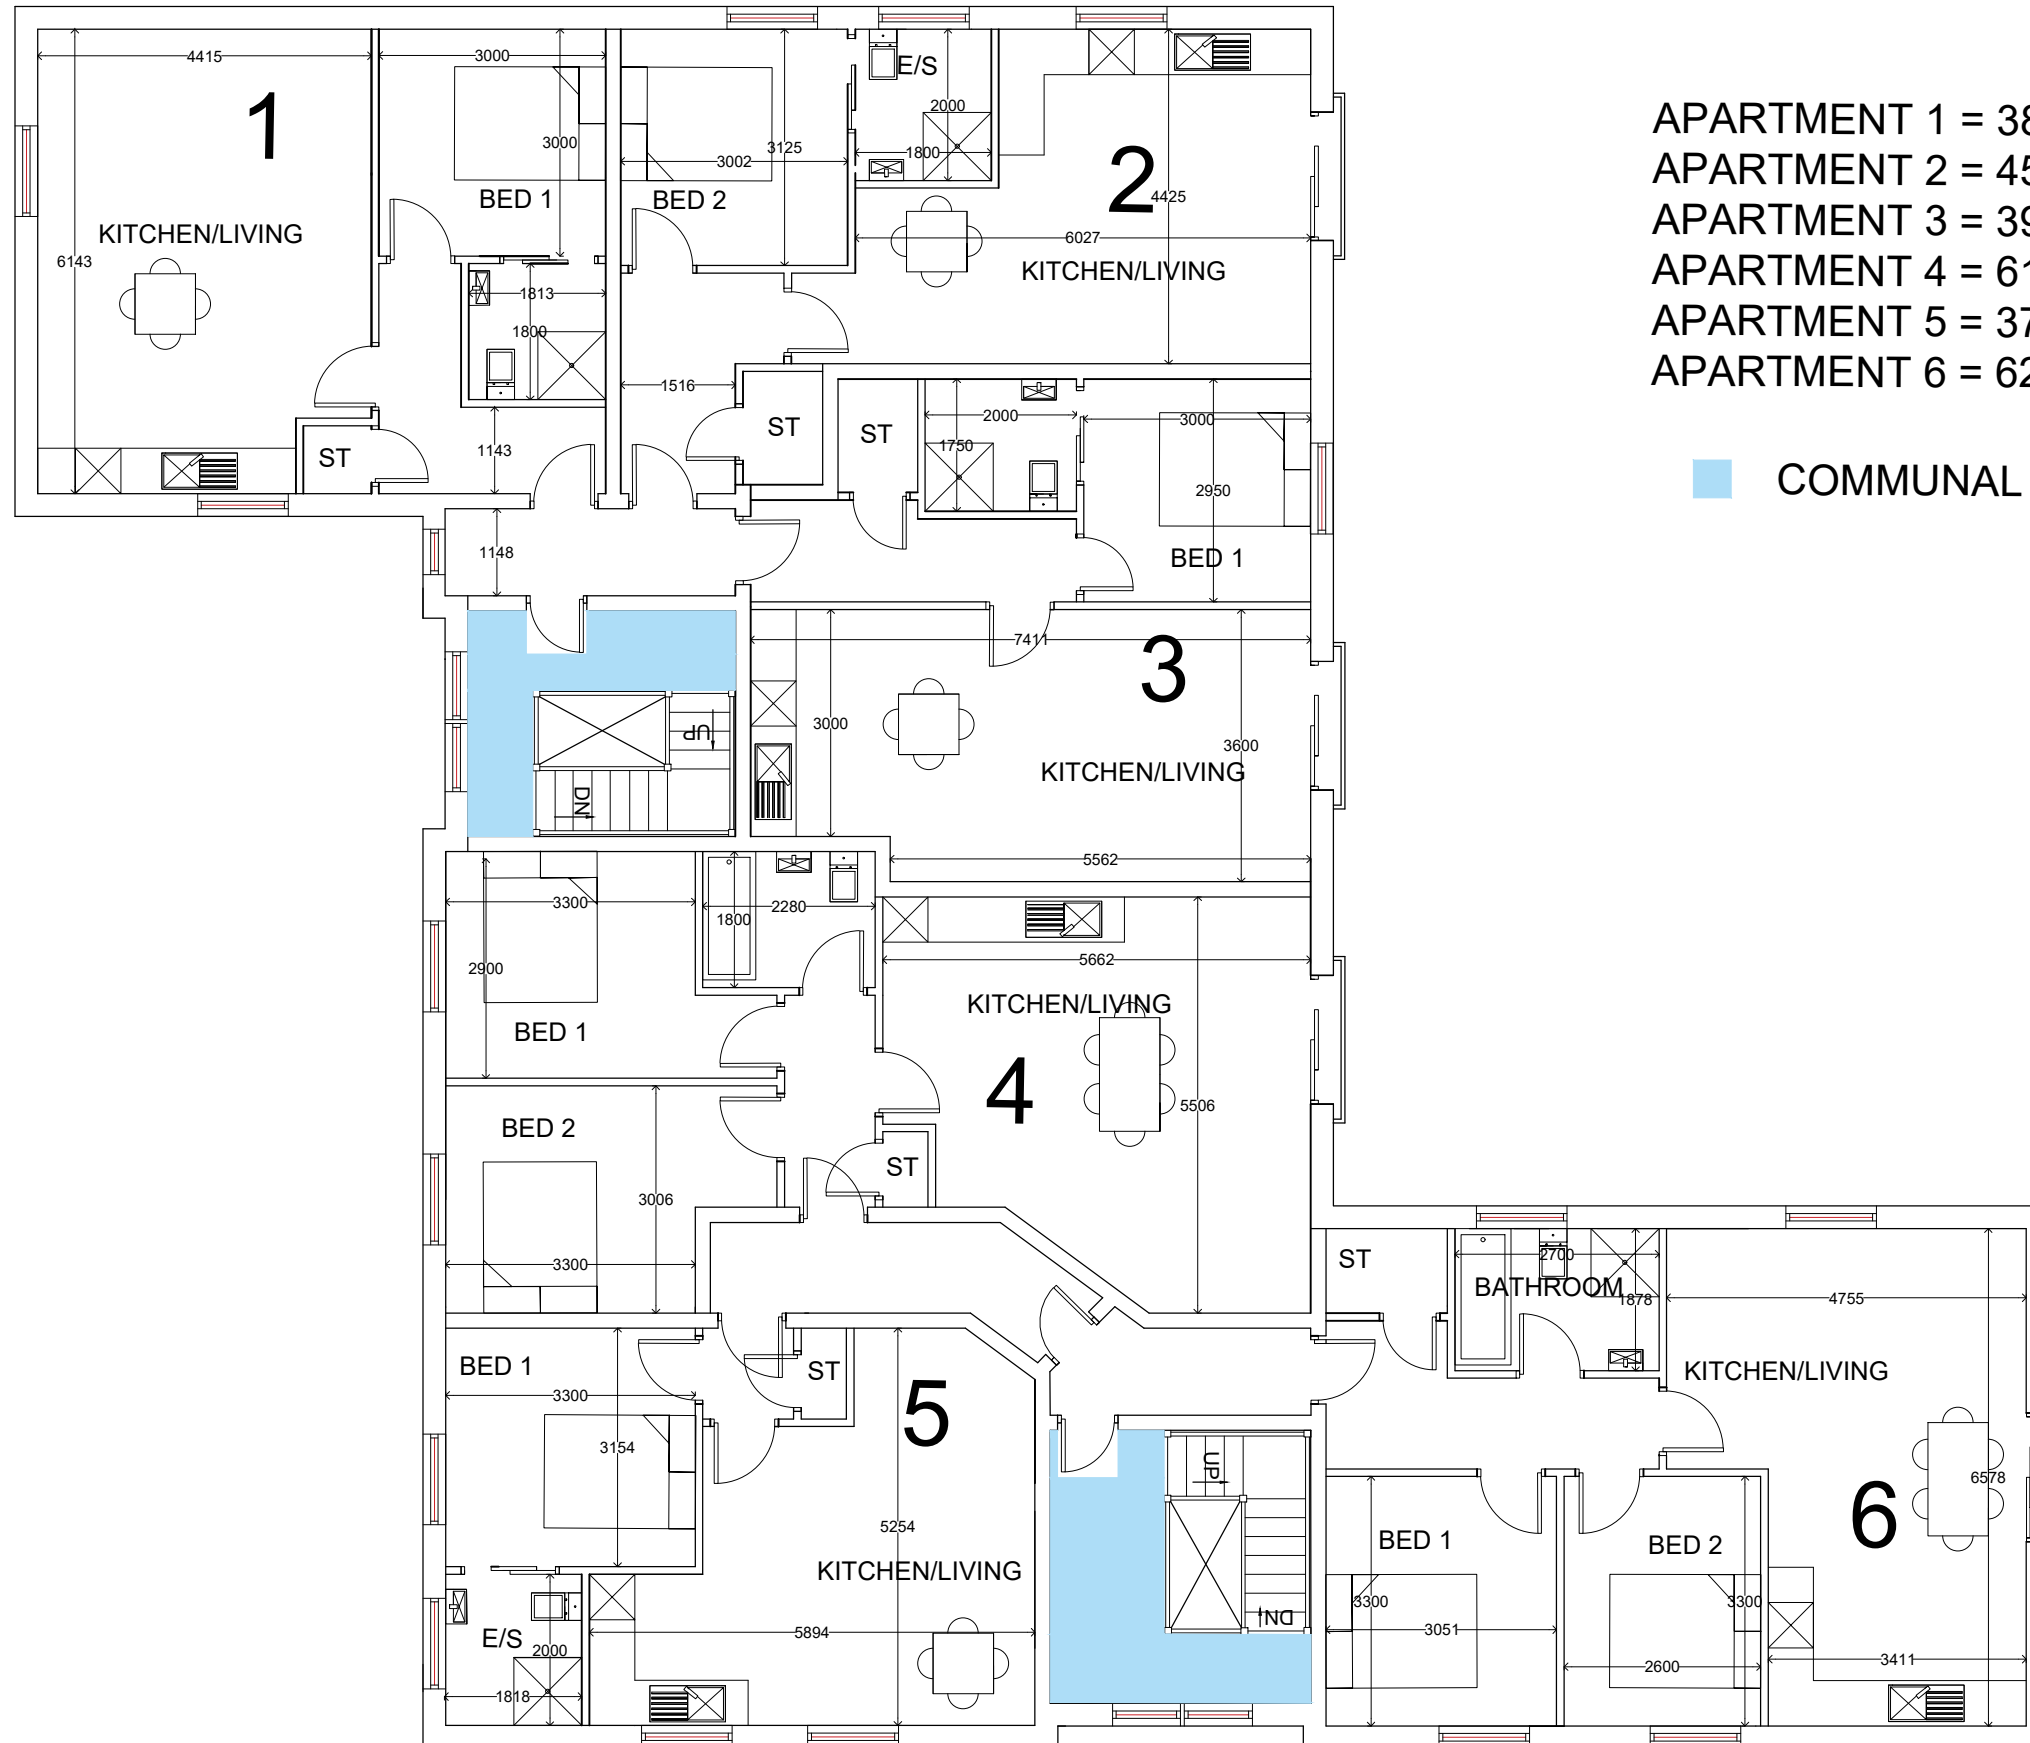 4415
3000
1
3000
BED 1
KITCHEN/LIVING
6143
1813
1800
ST
1143
1148
3125
3002
BED 2
E/S
2000
1800
2
4425
6027
KITCHEN/LIVING
1516
ST
ST
2000
1750
3000
2950
BED 1
7411
3
3000
3600
KITCHEN/LIVING
5562
UP
DN
3300
2900
BED 1
1800
2280
5662
KITCHEN/LIVING
4
5506
BED 2
3006
3300
ST
BED 1
3300
3154
ST
5
5254
KITCHEN/LIVING
5894
E/S
2000
1818
UP
DN
ST
2700
BATHROOM
1878
4755
KITCHEN/LIVING
6578
6
BED 1
3300
3051
BED 2
3300
2600
3411
APARTMENT 1 = 38
APARTMENT 2 = 45
APARTMENT 3 = 39
APARTMENT 4 = 61
APARTMENT 5 = 37
APARTMENT 6 = 62
COMMUNAL